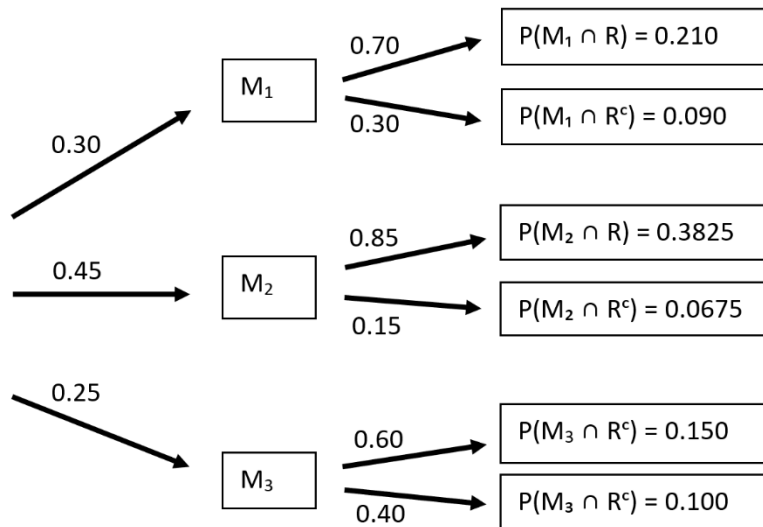 0.30
M₁
0.70
P(M₁ ∩ R) = 0.210
0.30
P(M₁ ∩ Rᶜ) = 0.090
0.45
M₂
0.85
P(M₂ ∩ R) = 0.3825
0.15
P(M₂ ∩ Rᶜ) = 0.0675
0.25
M₃
0.60
P(M₃ ∩ Rᶜ) = 0.150
0.40
P(M₃ ∩ Rᶜ) = 0.100